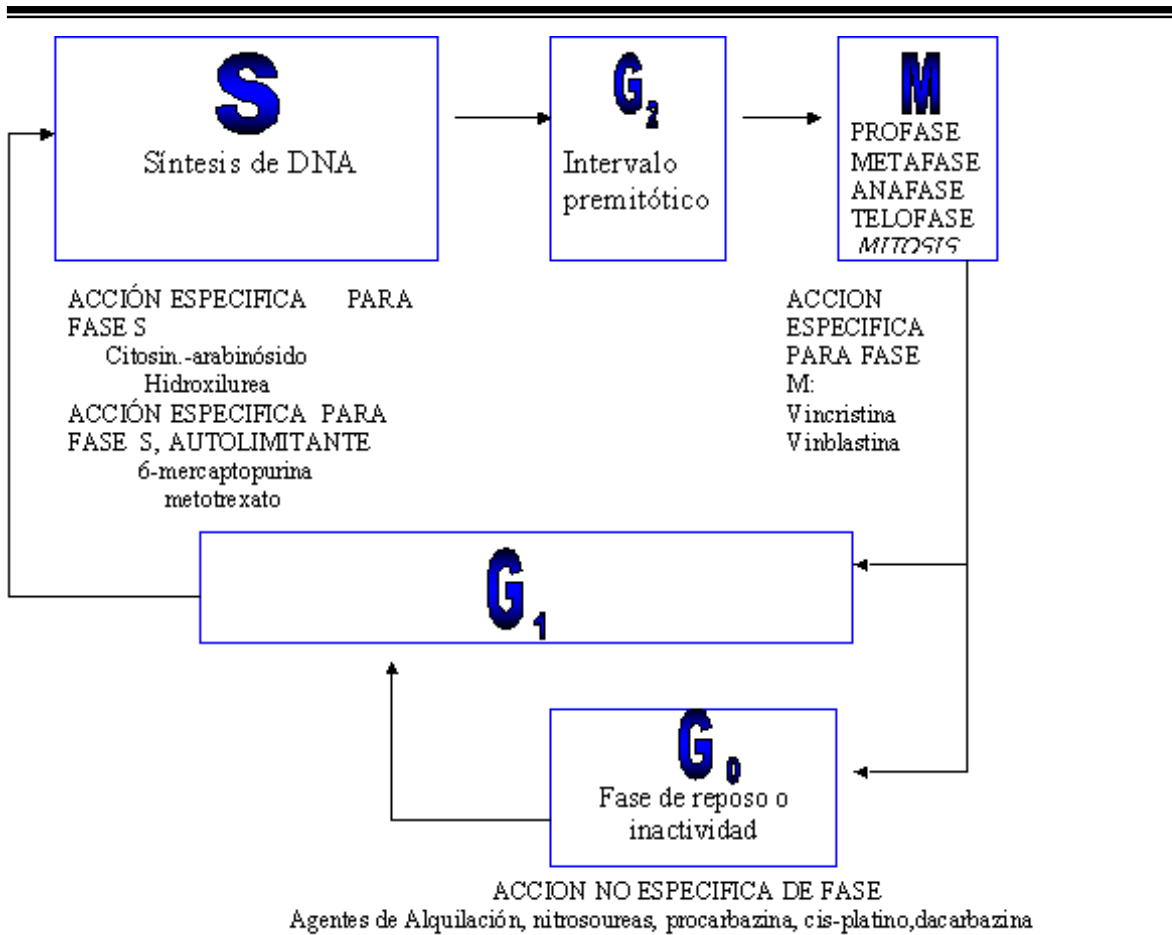 S
Síntesis de DNA
G2
Intervalo
premitótico
M
PROFASE
METAFASE
ANAFASE
TELOFASE
MITOSIS
ACCIÓN ESPECIFICA PARA
FASE S
Citosin.-arabinósido
Hidroxilurea
ACCIÓN ESPECIFICA PARA
FASE S, AUTOLIMITANTE
6-mercaptopurina
metotrexato
ACCION
ESPECIFICA
PARA FASE
M:
Vincristina
Vinblastina
G1
G0
Fase de reposo o
inactividad
ACCION NO ESPECIFICA DE FASE
Agentes de Alquilación, nitrosoureas, procarbazina, cis-platino,dacarbazina